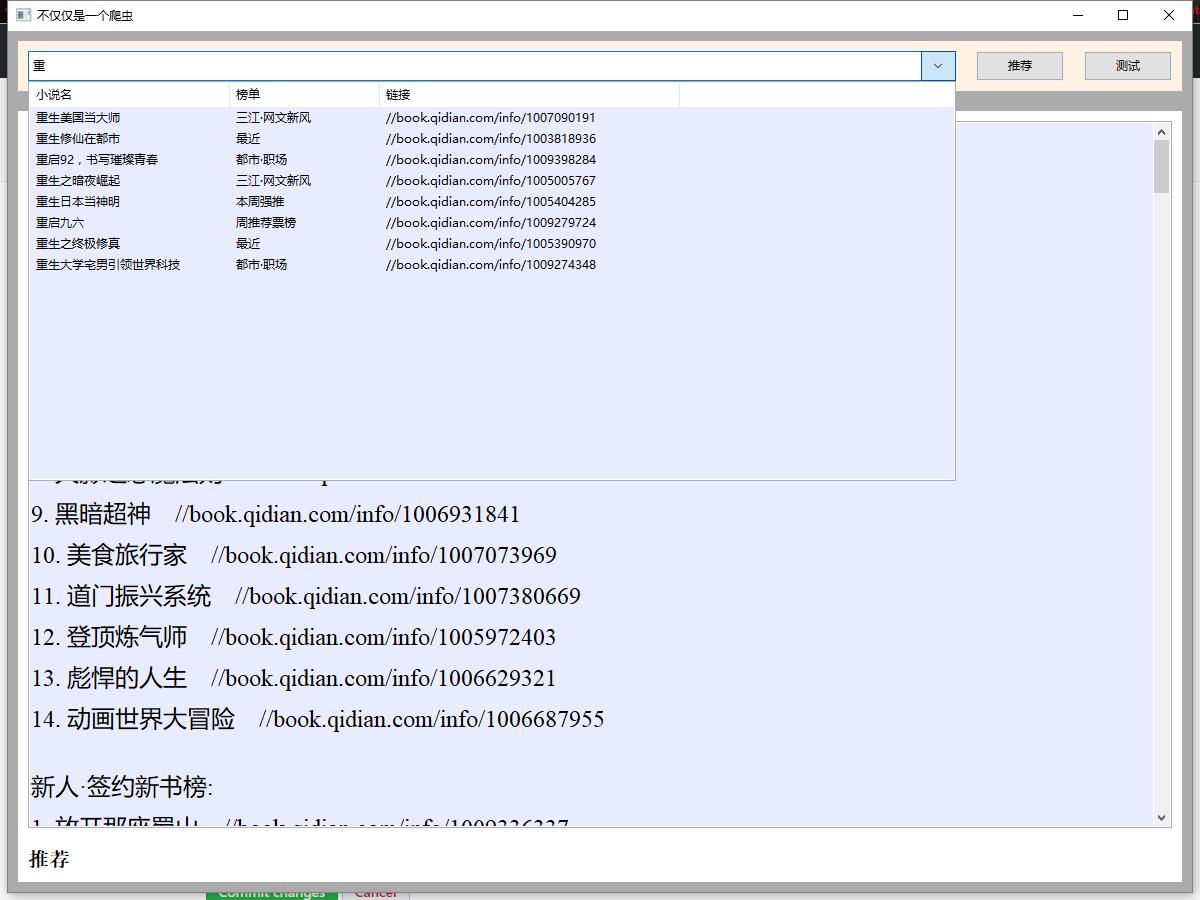 不仅仅是一个爬虫
重 推荐 测试
小说名 榜单 链接
重生美国当大师 三江·网文新风 //book.qidian.com/info/1007090191
重生修仙在都市 最近 //book.qidian.com/info/1003818936
重启92，书写璀璨青春 都市·职场 //book.qidian.com/info/1009398284
重生之暗夜崛起 三江·网文新风 //book.qidian.com/info/1005005767
重生日本当神明 本周强推 //book.qidian.com/info/1005404285
重启九六 周推荐票榜 //book.qidian.com/info/1009279724
重生之终极修真 最近 //book.qidian.com/info/1005390970
重生大学宅男引领世界科技 都市·职场 //book.qidian.com/info/1009274348
9. 黑暗超神 //book.qidian.com/info/1006931841
10. 美食旅行家 //book.qidian.com/info/1007073969
11. 道门振兴系统 //book.qidian.com/info/1007380669
12. 登顶炼气师 //book.qidian.com/info/1005972403
13. 彪悍的人生 //book.qidian.com/info/1006629321
14. 动画世界大冒险 //book.qidian.com/info/1006687955
新人·签约新书榜:
1. 放开那座蜀山 //book.qidian.com/info/1009336337
推荐
Commit changes Cancel